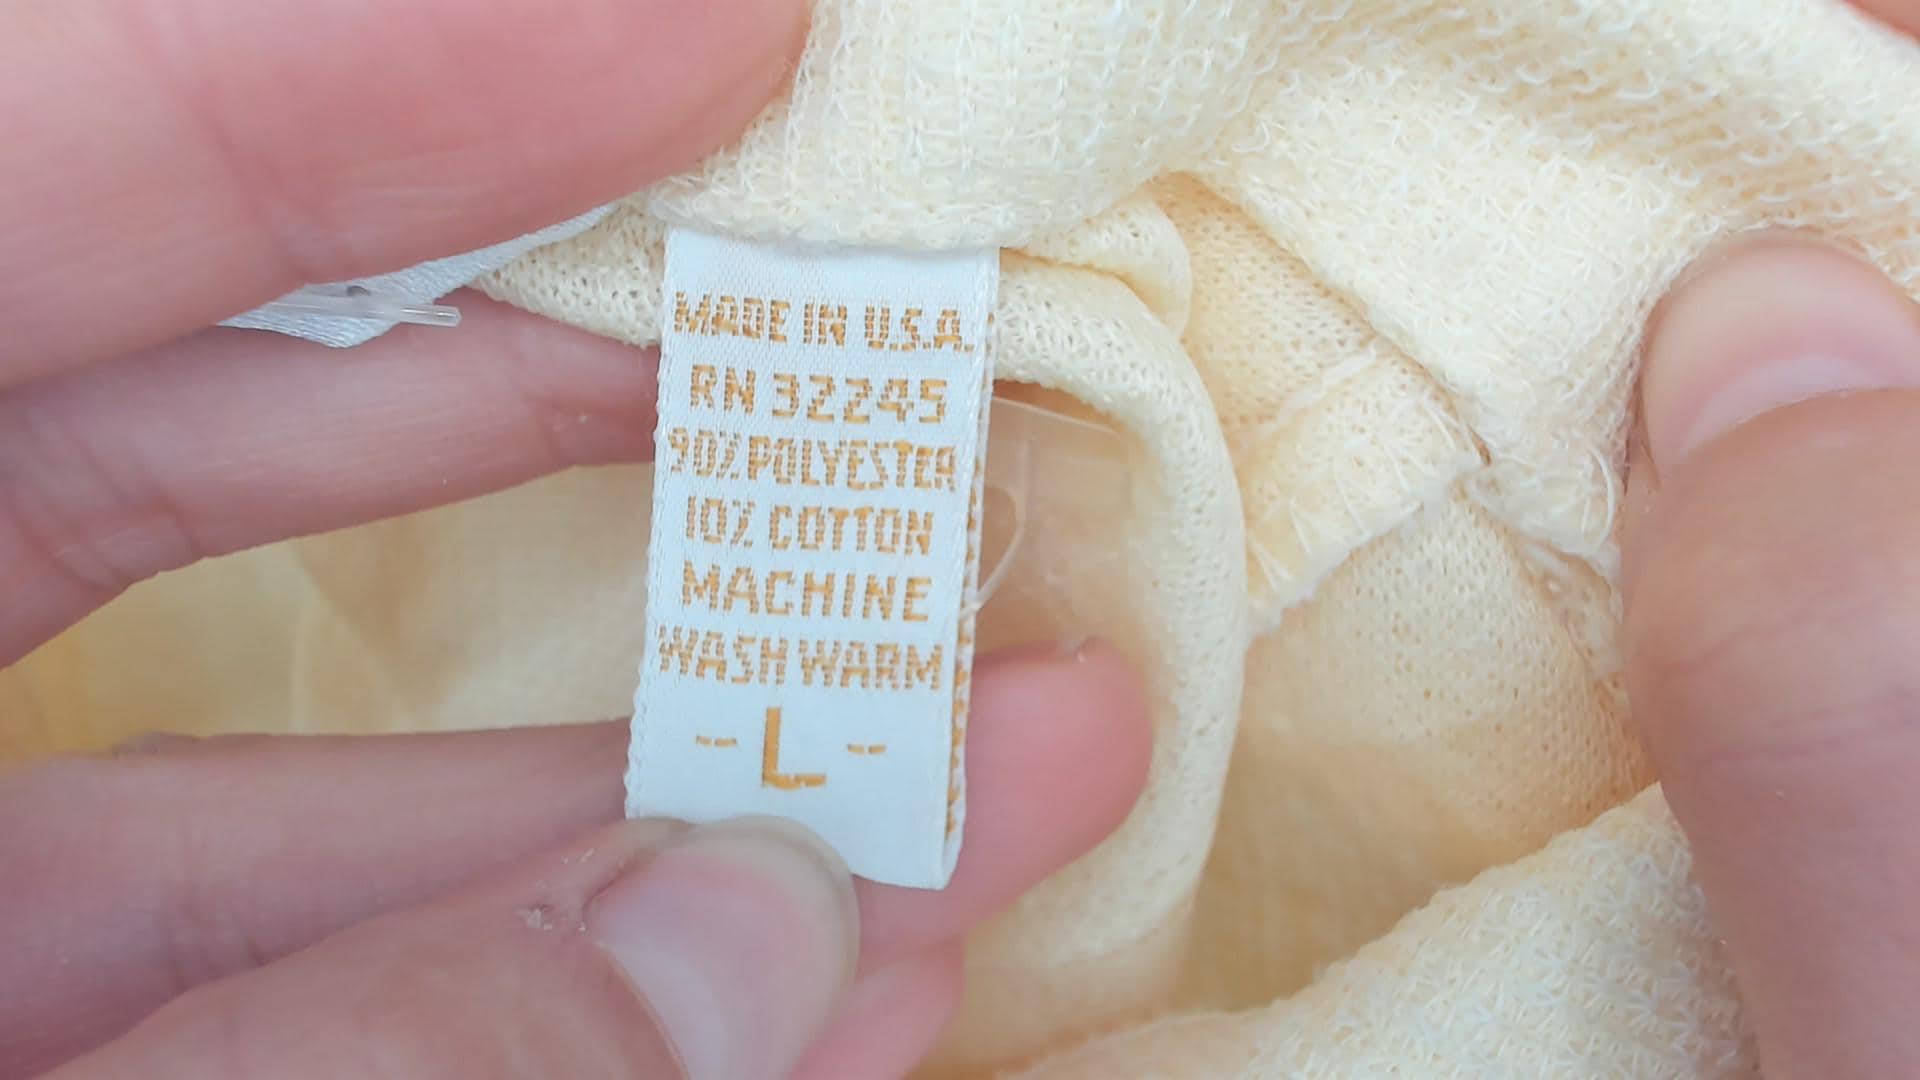 MADE IN U.S.A.
RN 32245
90% POLYESTER
10% COTTON
MACHINE
WASH WARM
- L -